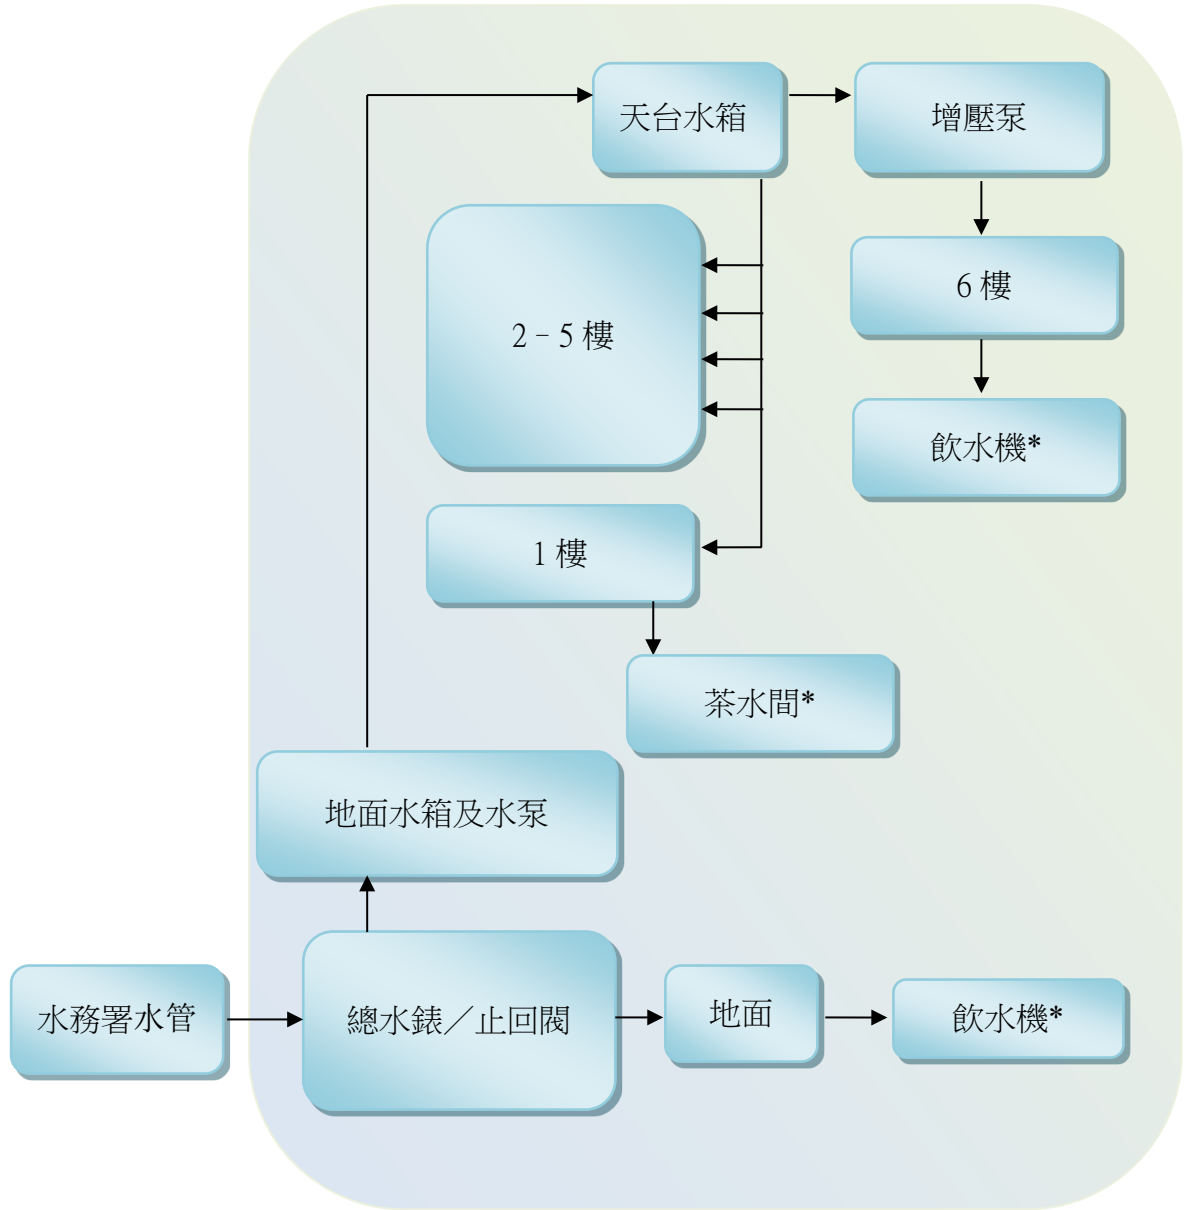 天台水箱
增壓泵
6 樓
2 - 5 樓
飲水機*
1 樓
茶水間*
地面水箱及水泵
水務署水管
總水錶／止回閥
地面
飲水機*